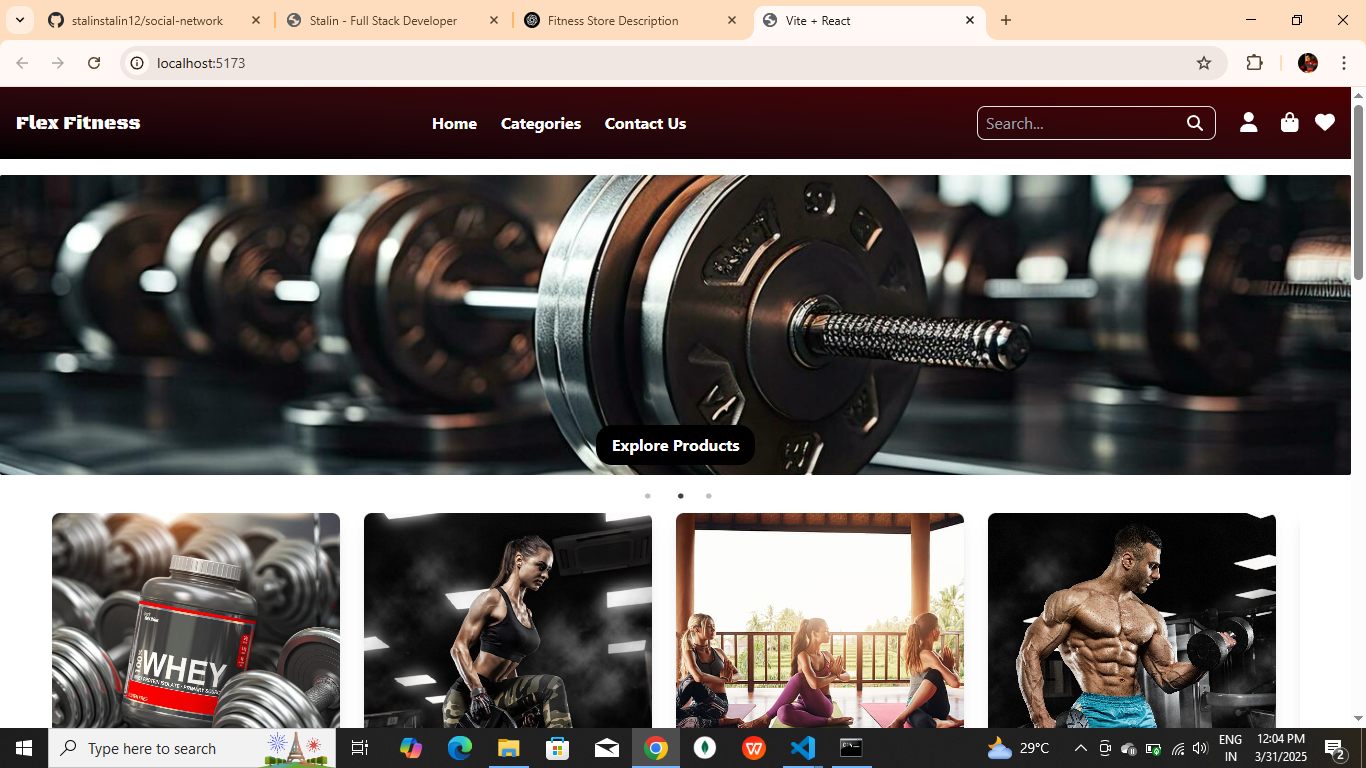 stalinstalin12/social-network
Stalin - Full Stack Developer
Fitness Store Description
Vite + React
localhost:5173
Flex Fitness
Home
Categories
Contact Us
Search...
Explore Products
100% WHEY
Type here to search
29°C
ENG
IN
12:04 PM
3/31/2025
2